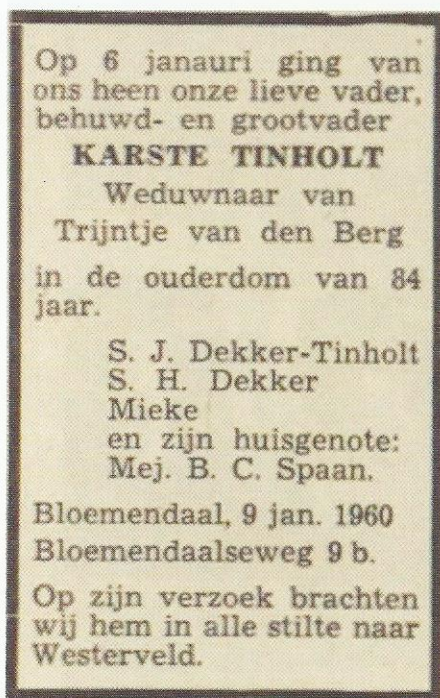 Op 6 janauri ging van
ons heen onze lieve vader,
behuwd- en grootvader
KARSTE TINHOLT
Weduwnaar van
Trijntje van den Berg
in de ouderdom van 84
jaar.
S. J. Dekker-Tinholt
S. H. Dekker
Mieke
en zijn huisgenote:
Mej. B. C. Spaan.
Bloemendaal, 9 jan. 1960
Bloemendaalseweg 9 b.
Op zijn verzoek brachten
wij hem in alle stilte naar
Westerveld.